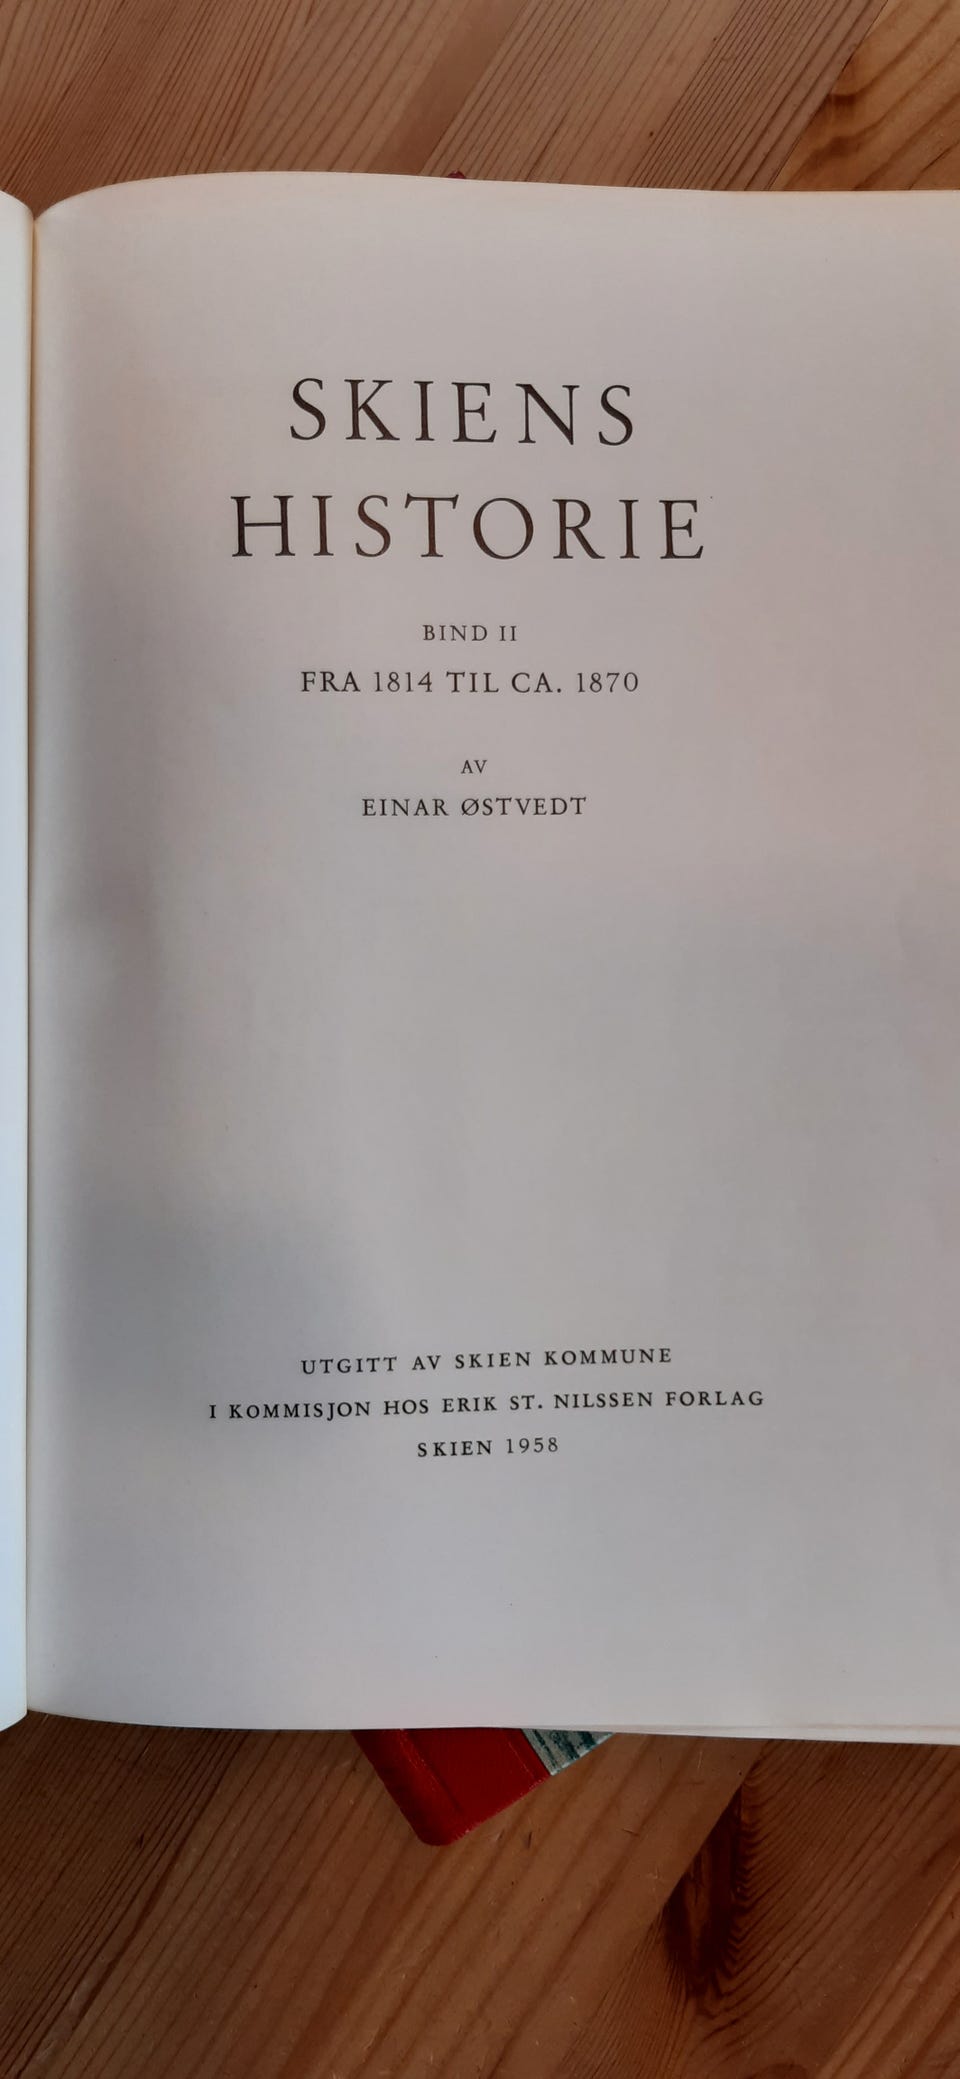 SKIENS
HISTORIE
BIND II
FRA 1814 TIL CA. 1870
AV
EINAR ØSTVEDT
UTGITT AV SKIEN KOMMUNE
I KOMMISJON HOS ERIK ST. NILSSEN FORLAG
SKIEN 1958